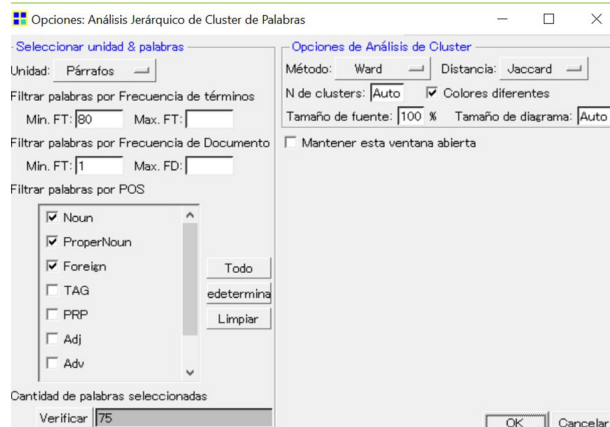 Opciones: Análisis Jerárquico de Cluster de Palabras
Seleccionar unidad & palabras
Unidad: Párrafos
Filtrar palabras por Frecuencia de términos
Min. FT: 80 Max. FT:
Filtrar palabras por Frecuencia de Documento
Min. FT: 1 Max. FD:
Filtrar palabras por POS
Noun
ProperNoun
Foreign
TAG
PRP
Adj
Adv
Todo
edetermina
Limpiar
Cantidad de palabras seleccionadas
Verificar 75
Opciones de Análisis de Cluster
Método: Ward Distancia: Jaccard
N de clusters: Auto Colores diferentes
Tamaño de fuente: 100 % Tamaño de diagrama: Auto
Mantener esta ventana abierta
OK Cancelar